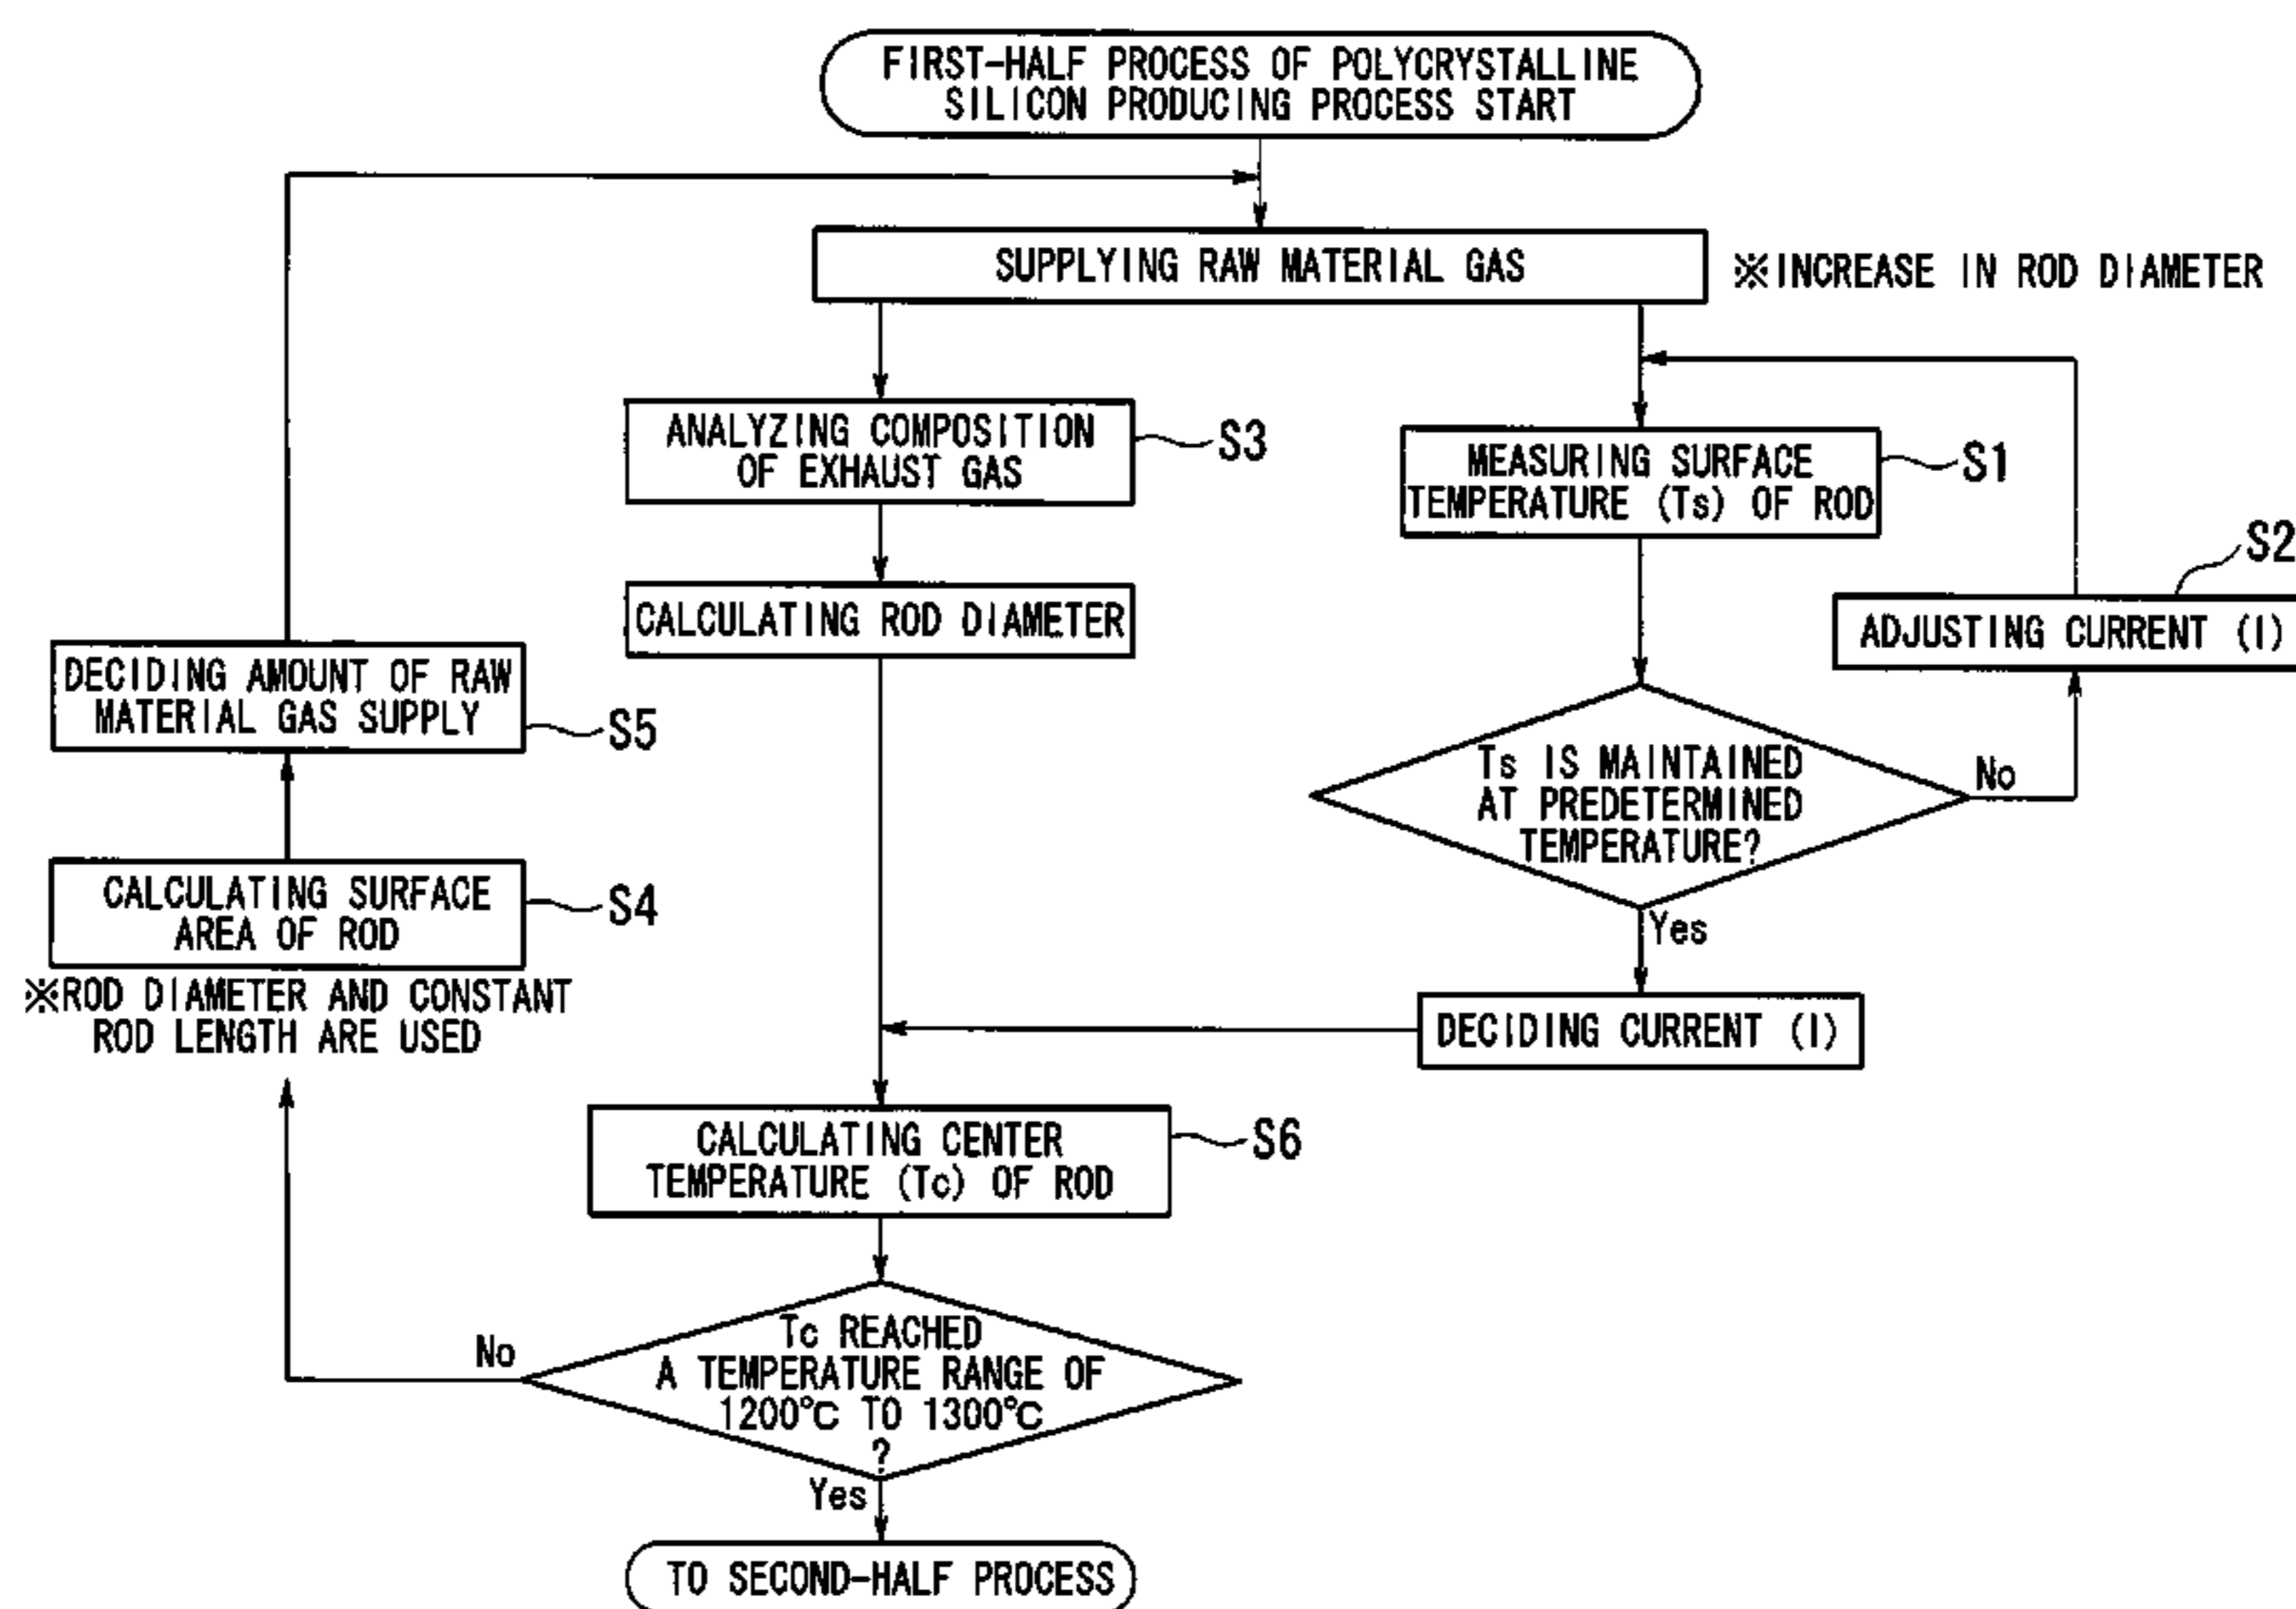 FIRST-HALF PROCESS OF POLYCRYSTALLINE
SILICON PRODUCING PROCESS START
SUPPLYING RAW MATERIAL GAS
※INCREASE IN ROD DIAMETER
ANALYZING COMPOSITION
OF EXHAUST GAS
S3
MEASURING SURFACE
TEMPERATURE (Ts) OF ROD
S1
S2
ADJUSTING CURRENT (I)
CALCULATING ROD DIAMETER
DECIDING AMOUNT OF RAW
MATERIAL GAS SUPPLY
S5
Ts IS MAINTAINED
AT PREDETERMINED
TEMPERATURE?
No
Yes
CALCULATING SURFACE
AREA OF ROD
S4
※ROD DIAMETER AND CONSTANT
ROD LENGTH ARE USED
DECIDING CURRENT (I)
CALCULATING CENTER
TEMPERATURE (Tc) OF ROD
S6
Tc REACHED
A TEMPERATURE RANGE OF
1200℃ TO 1300℃
?
No
Yes
TO SECOND-HALF PROCESS